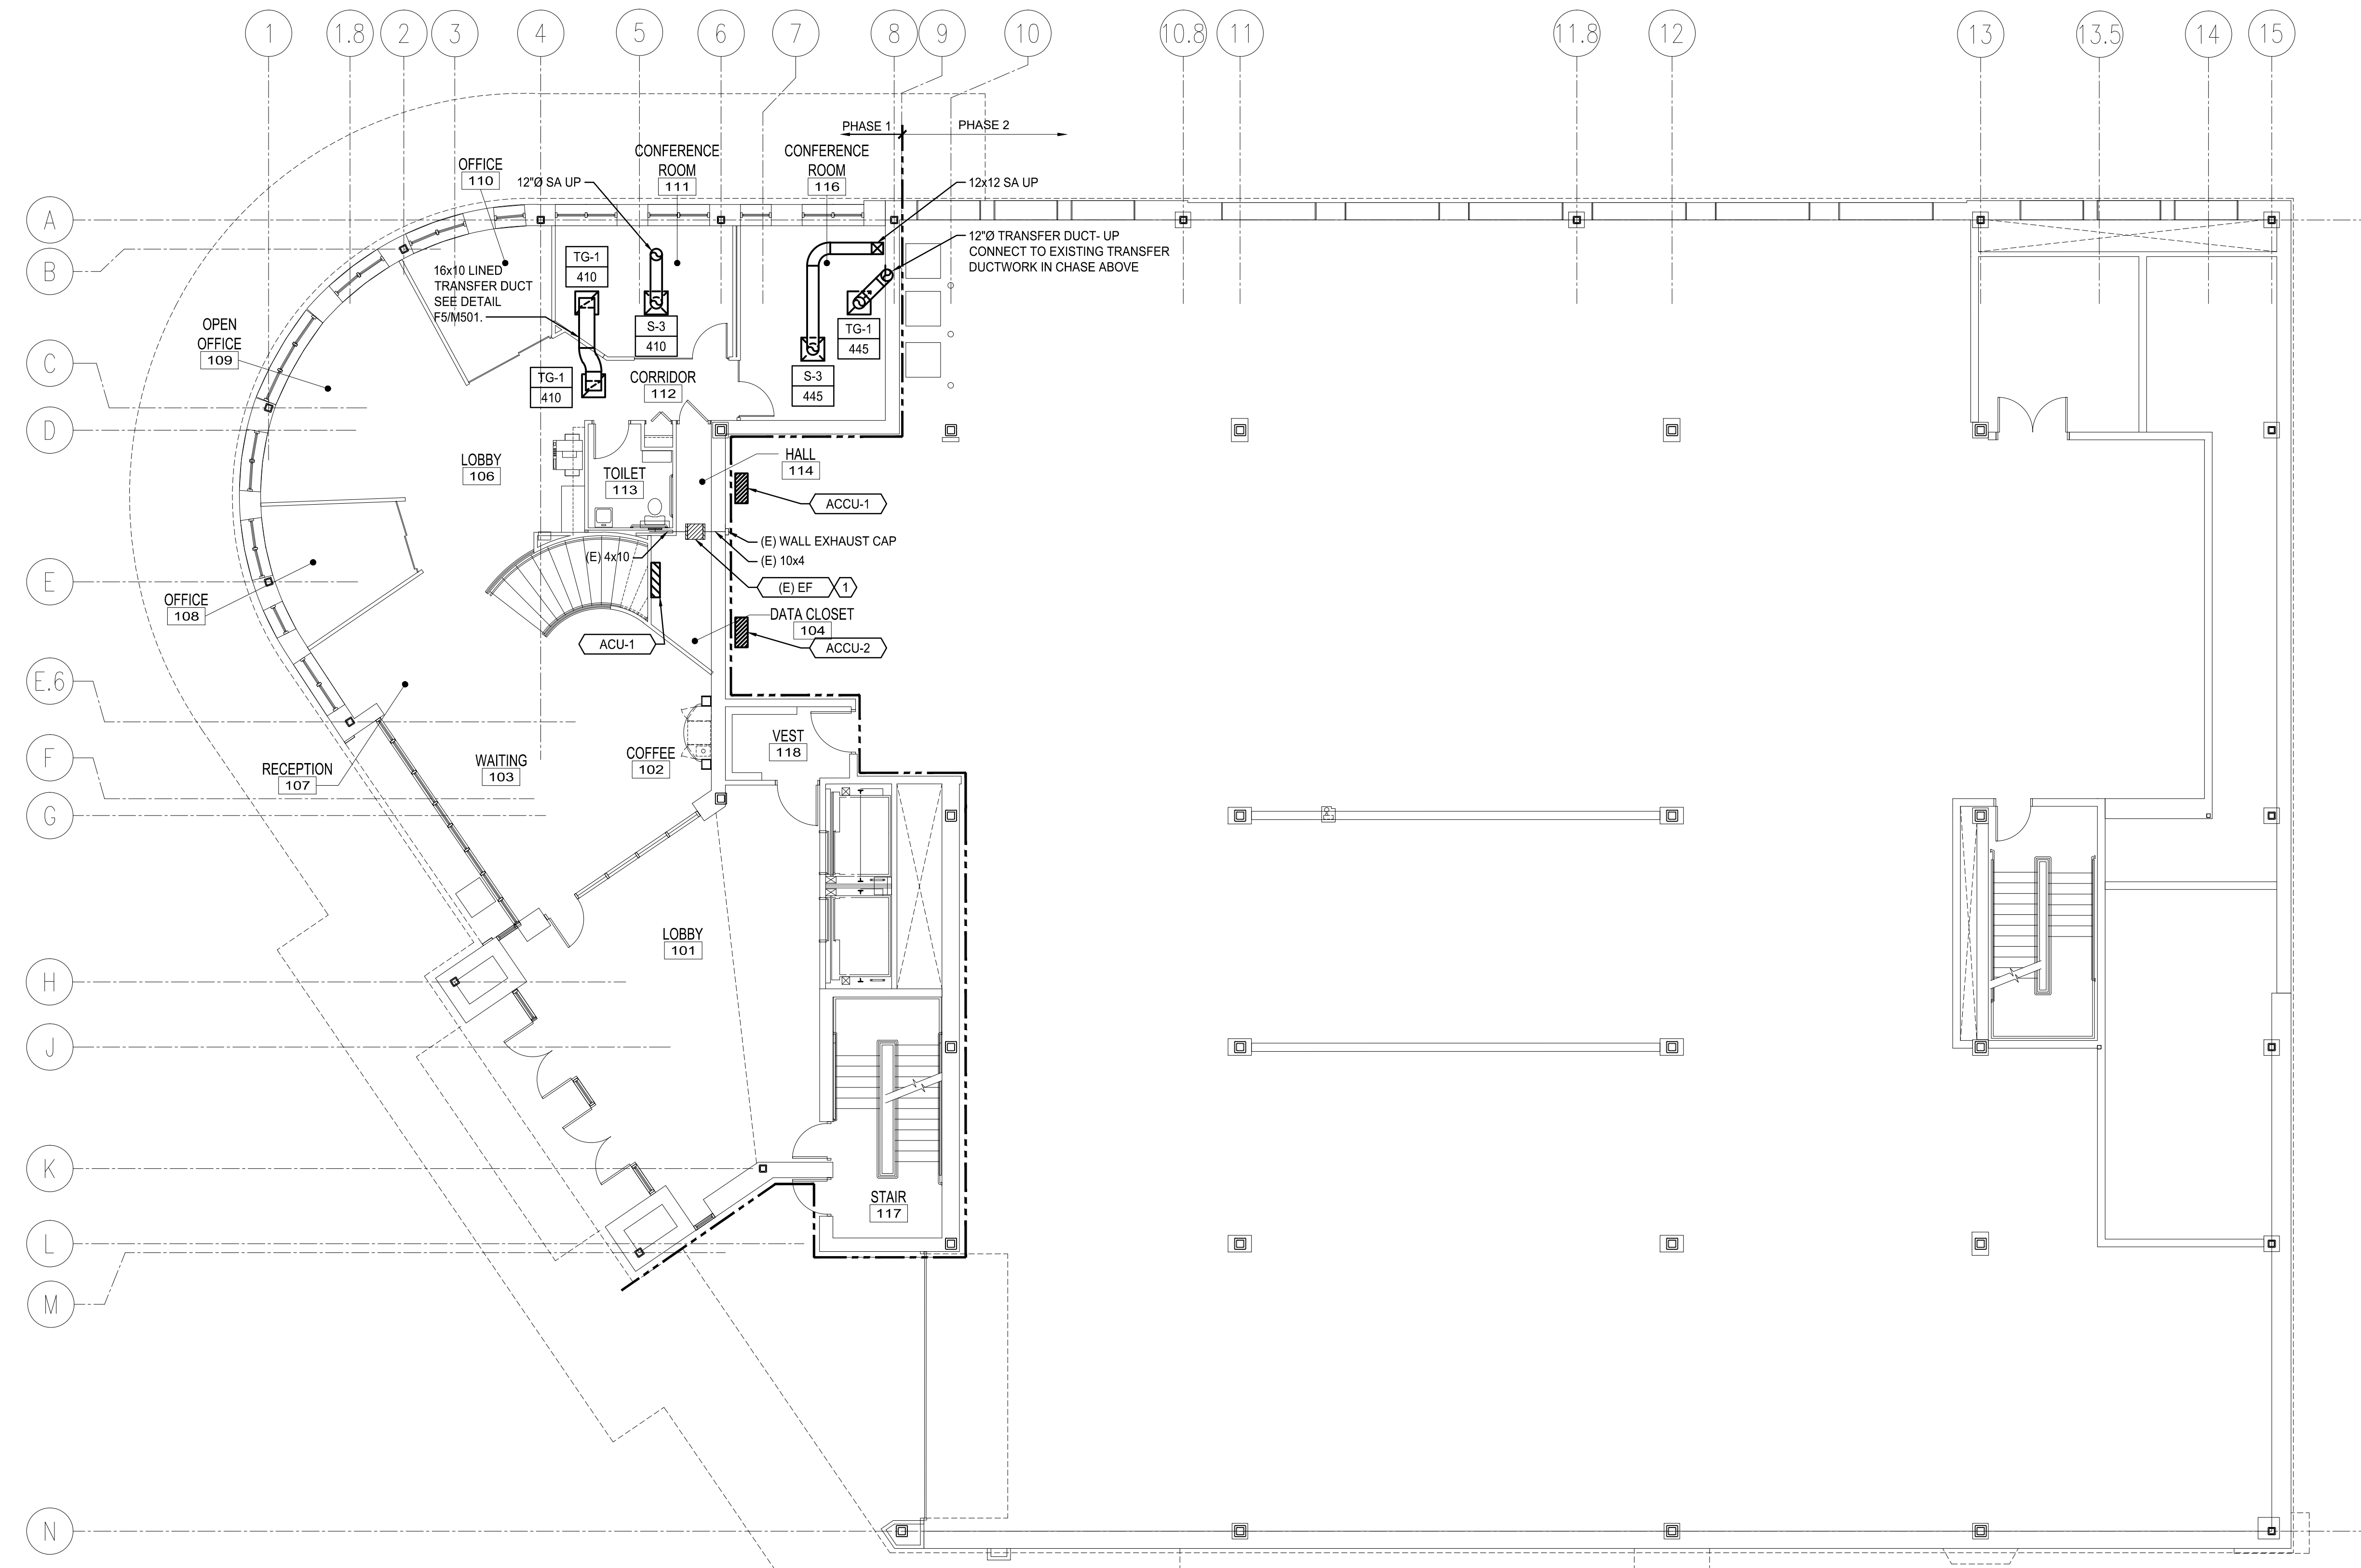 1
1.8
2
3
4
5
6
7
8
9
10
10.8
11
11.8
12
13
13.5
14
15
PHASE 1
PHASE 2
OFFICE
110
CONFERENCE
ROOM
111
CONFERENCE
ROOM
116
12"Ø SA UP
12x12 SA UP
12"Ø TRANSFER DUCT- UP
CONNECT TO EXISTING TRANSFER
DUCTWORK IN CHASE ABOVE
A
B
C
D
E
E.6
F
G
H
J
K
L
M
N
TG-1
410
16x10 LINED
TRANSFER DUCT
SEE DETAIL
F5/M501.
S-3
410
TG-1
445
OPEN
OFFICE
109
TG-1
410
CORRIDOR
112
S-3
445
LOBBY
106
TOILET
113
HALL
114
ACCU-1
(E) WALL EXHAUST CAP
(E) 4x10
(E) 10x4
(E) EF
1
OFFICE
108
DATA CLOSET
104
ACU-1
ACCU-2
RECEPTION
107
WAITING
103
COFFEE
102
VEST
118
LOBBY
101
STAIR
117